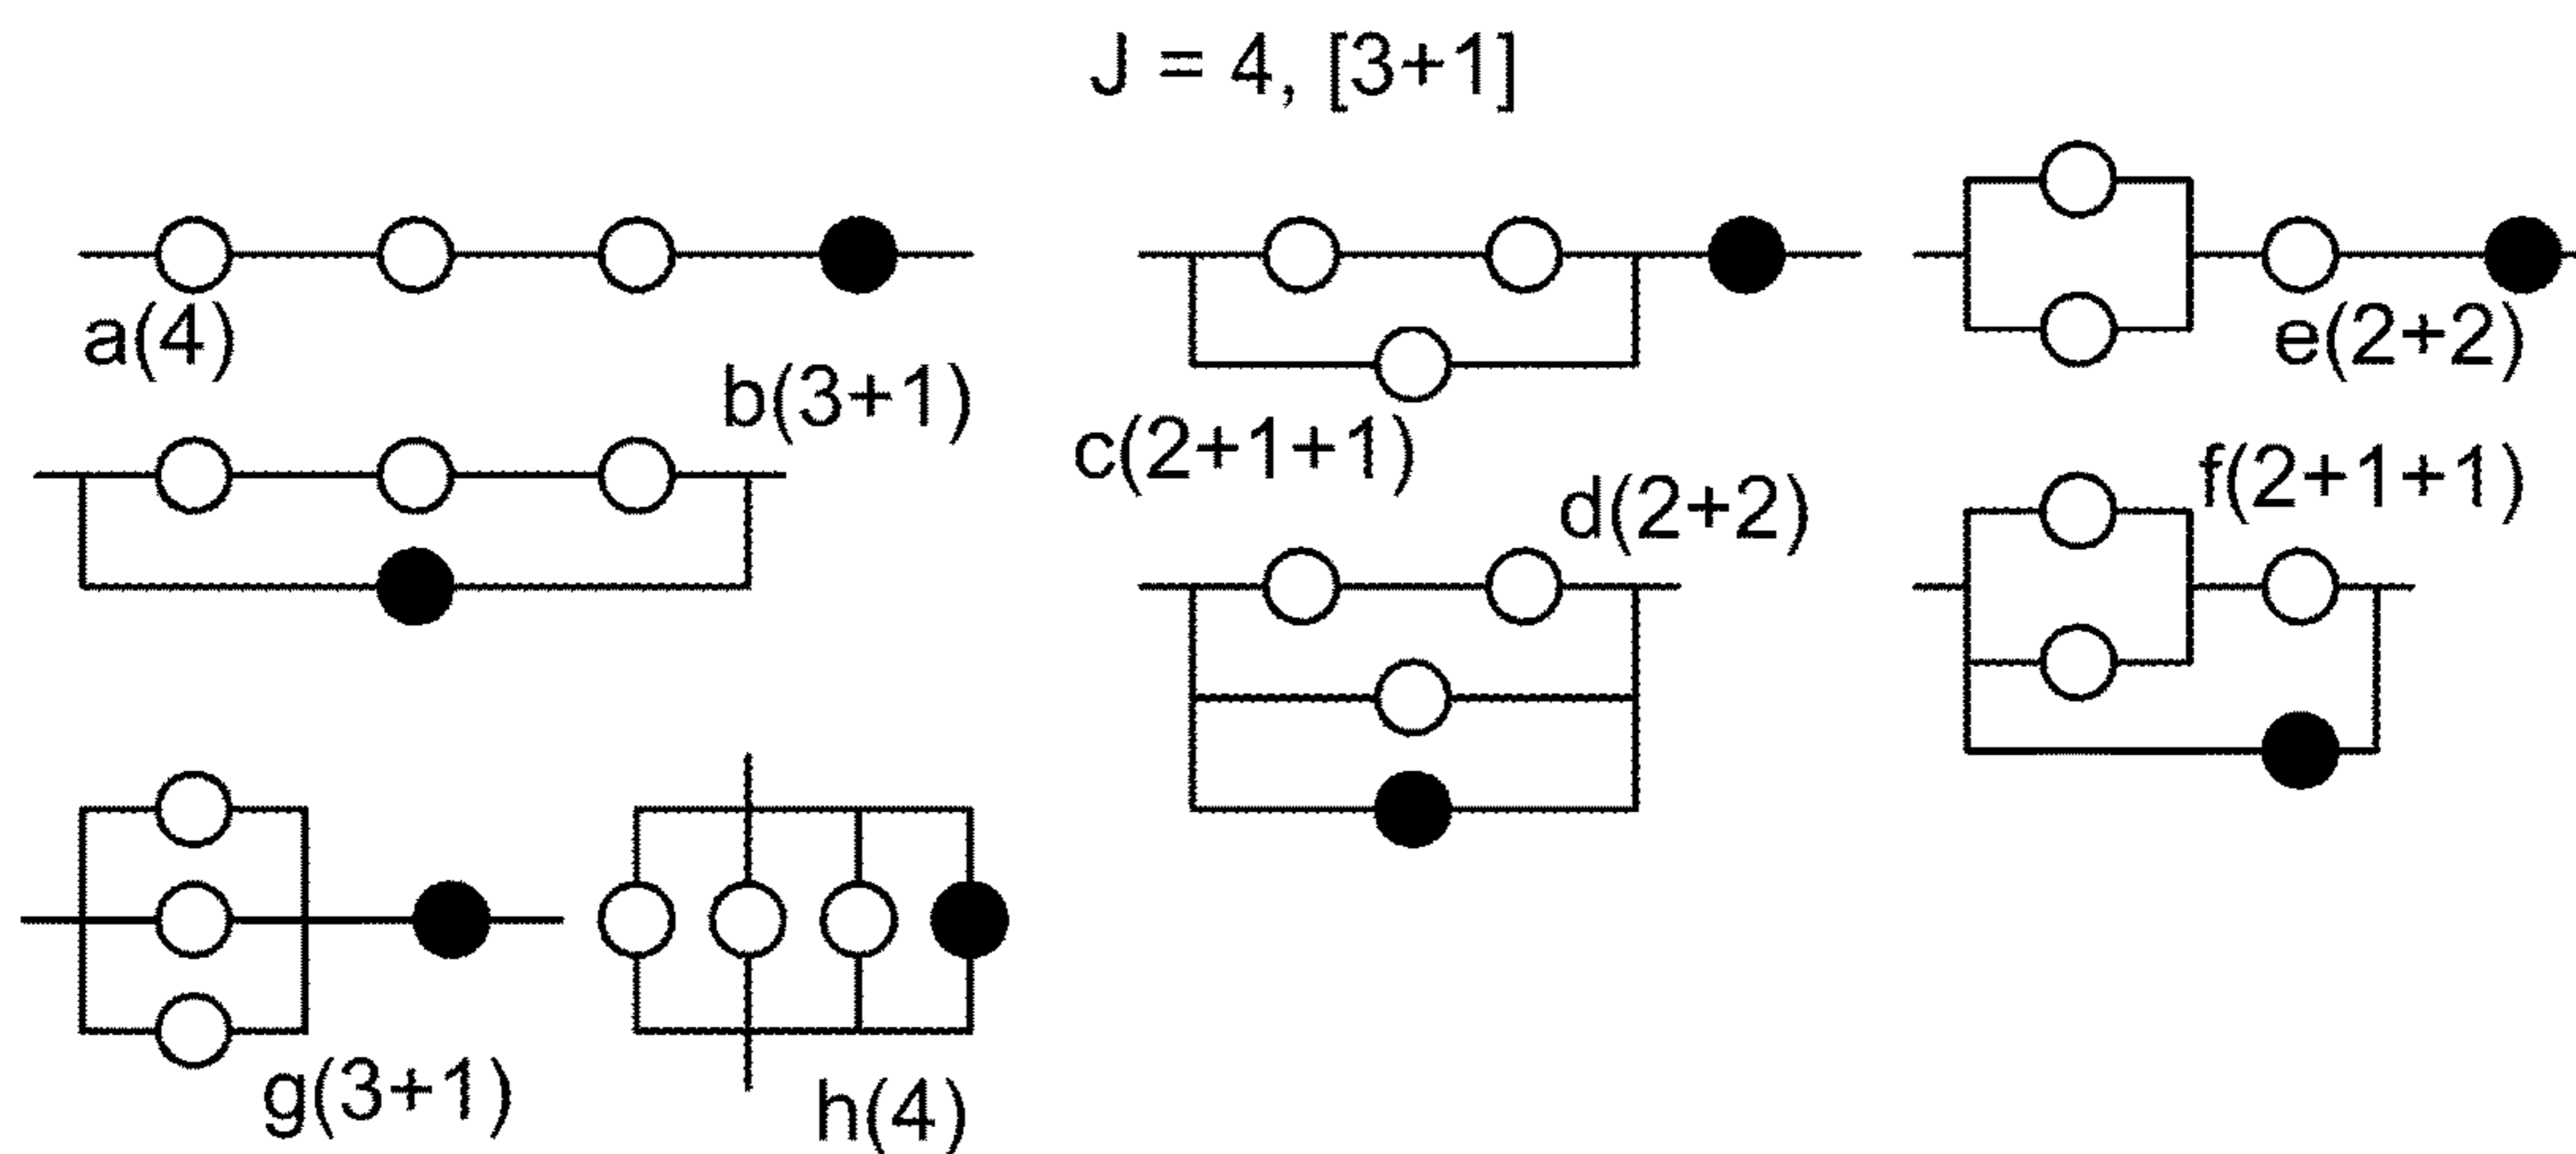 J = 4, [3+1]
a(4)
b(3+1)
c(2+1+1)
d(2+2)
e(2+2)
f(2+1+1)
g(3+1)
h(4)